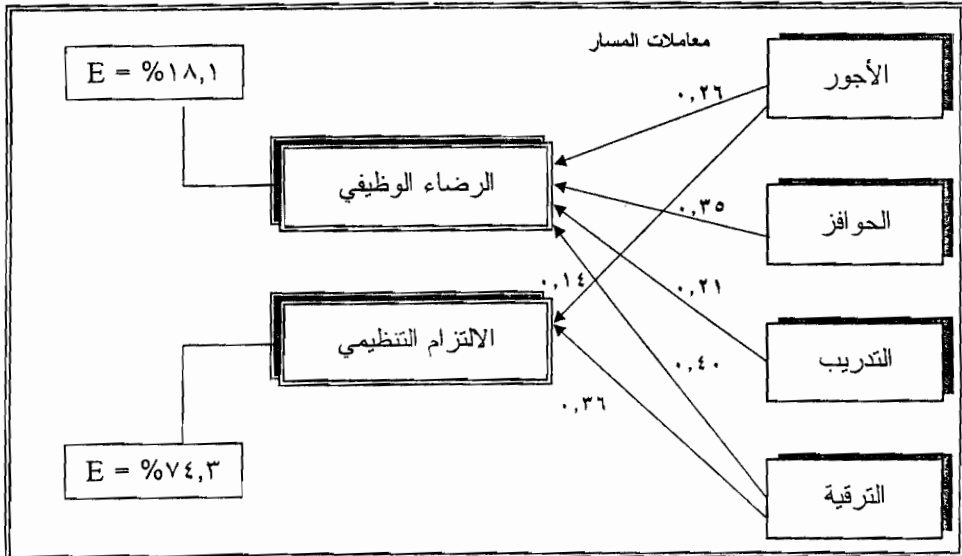 معاملات المسار
الأجور
E = %١٨,١
٠,٢٦
الرضاء الوظيفي
الحوافز
٠,٣٥
٠,١٤
٠,٢١
الالتزام التنظيمي
التدريب
٠,٤٠
٠,٣٦
E = %٧٤,٣
الترقية